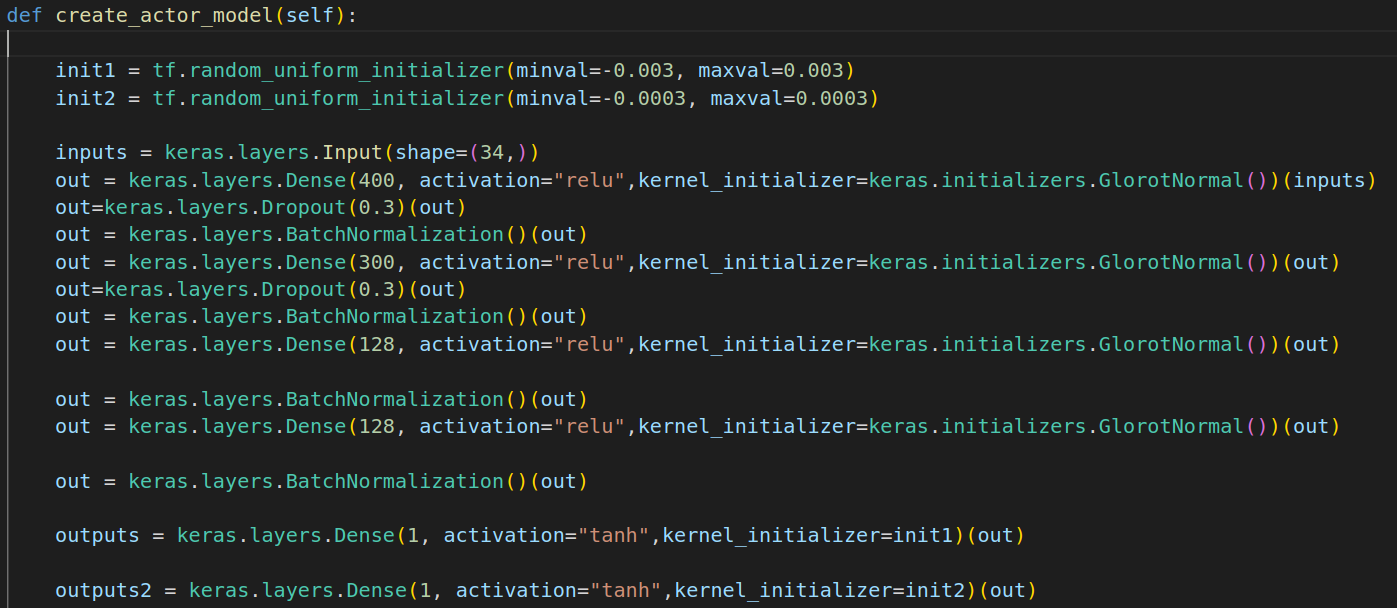 def create_actor_model(self):
init1 = tf.random_uniform_initializer(minval=-0.003, maxval=0.003)
init2 = tf.random_uniform_initializer(minval=-0.0003, maxval=0.0003)
inputs = keras.layers.Input(shape=(34,))
out = keras.layers.Dense(400, activation="relu",kernel_initializer=keras.initializers.GlorotNormal())(inputs)
out=keras.layers.Dropout(0.3)(out)
out = keras.layers.BatchNormalization()(out)
out = keras.layers.Dense(300, activation="relu",kernel_initializer=keras.initializers.GlorotNormal())(out)
out=keras.layers.Dropout(0.3)(out)
out = keras.layers.BatchNormalization()(out)
out = keras.layers.Dense(128, activation="relu",kernel_initializer=keras.initializers.GlorotNormal())(out)
out = keras.layers.BatchNormalization()(out)
out = keras.layers.Dense(128, activation="relu",kernel_initializer=keras.initializers.GlorotNormal())(out)
out = keras.layers.BatchNormalization()(out)
outputs = keras.layers.Dense(1, activation="tanh",kernel_initializer=init1)(out)
outputs2 = keras.layers.Dense(1, activation="tanh",kernel_initializer=init2)(out)